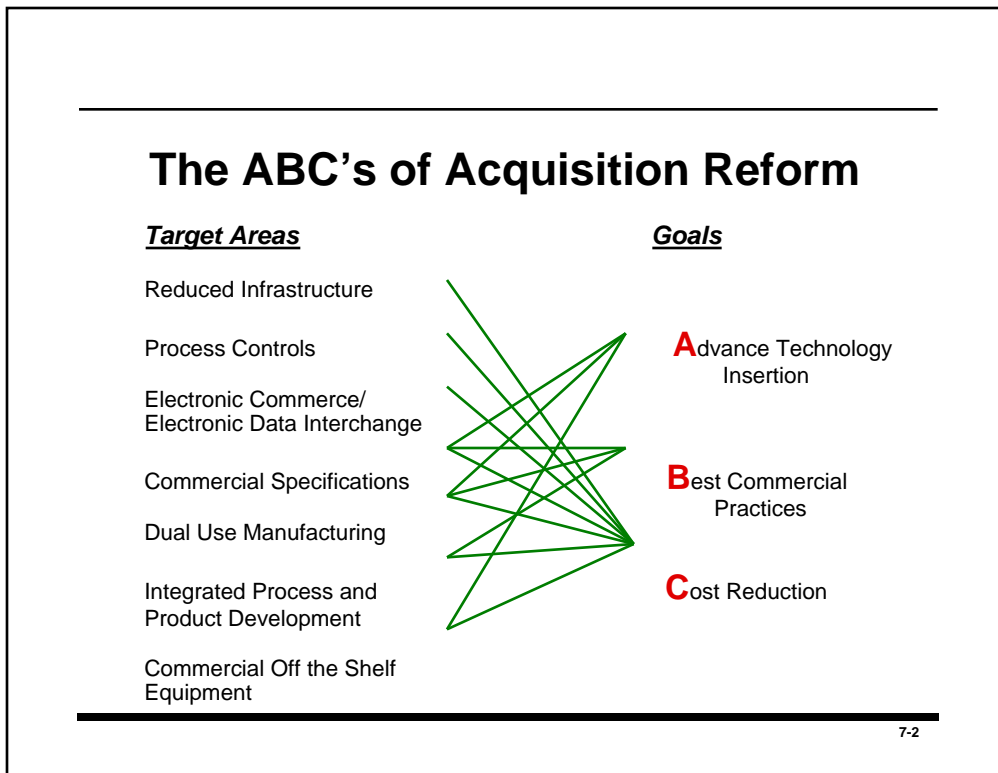 The ABC's of Acquisition Reform
Target Areas
Goals
Reduced Infrastructure
Process Controls
Electronic Commerce/
Electronic Data Interchange
Commercial Specifications
Dual Use Manufacturing
Integrated Process and
Product Development
Commercial Off the Shelf
Equipment
Advance Technology
Insertion
Best Commercial
Practices
Cost Reduction
7-2